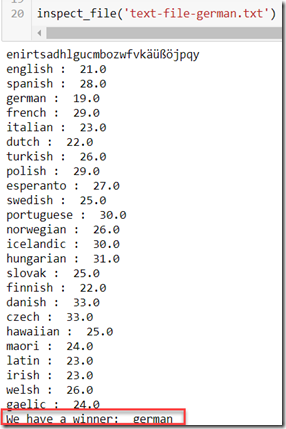 20 inspect_file('text-file-german.txt')
enirtsadhlgucmbozwfvkäüßöjpqy
english :  21.0
spanish :  28.0
german :  19.0
french :  29.0
italian :  23.0
dutch :  22.0
turkish :  26.0
polish :  29.0
esperanto :  27.0
swedish :  25.0
portuguese :  30.0
norwegian :  26.0
icelandic :  30.0
hungarian :  31.0
slovak :  25.0
finnish :  22.0
danish :  33.0
czech :  33.0
hawaiian :  25.0
maori :  24.0
latin :  23.0
irish :  23.0
welsh :  26.0
gaelic :  24.0
We have a winner:  german